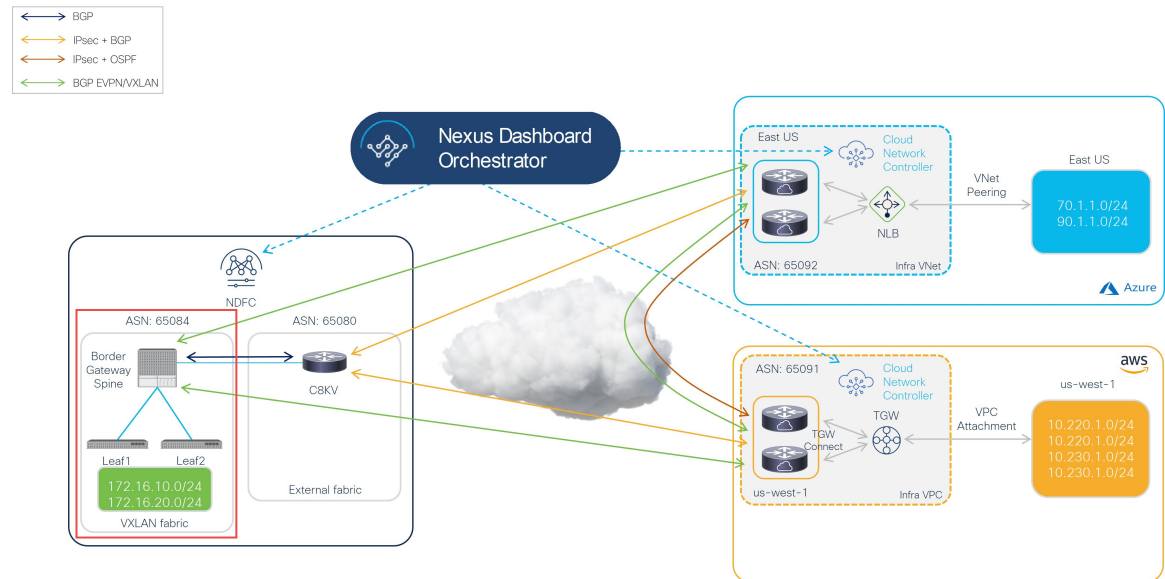 BGP
IPsec + BGP
IPsec + OSPF
BGP EVPN/VXLAN
Nexus Dashboard
Orchestrator
East US
Cloud
Network
Controller
NLB
ASN: 65092
Infra VNet
VNet
Peering
East US
70.1.1.0/24
90.1.1.0/24
Azure
NDFC
ASN: 65084
ASN: 65080
Border
Gateway
Spine
C8KV
Leaf1
Leaf2
172.16.10.0/24
172.16.20.0/24
VXLAN fabric
External fabric
ASN: 65091
Cloud
Network
Controller
TGW
TGW
Connect
us-west-1
Infra VPC
VPC
Attachment
aws
us-west-1
10.220.1.0/24
10.220.1.0/24
10.230.1.0/24
10.230.1.0/24